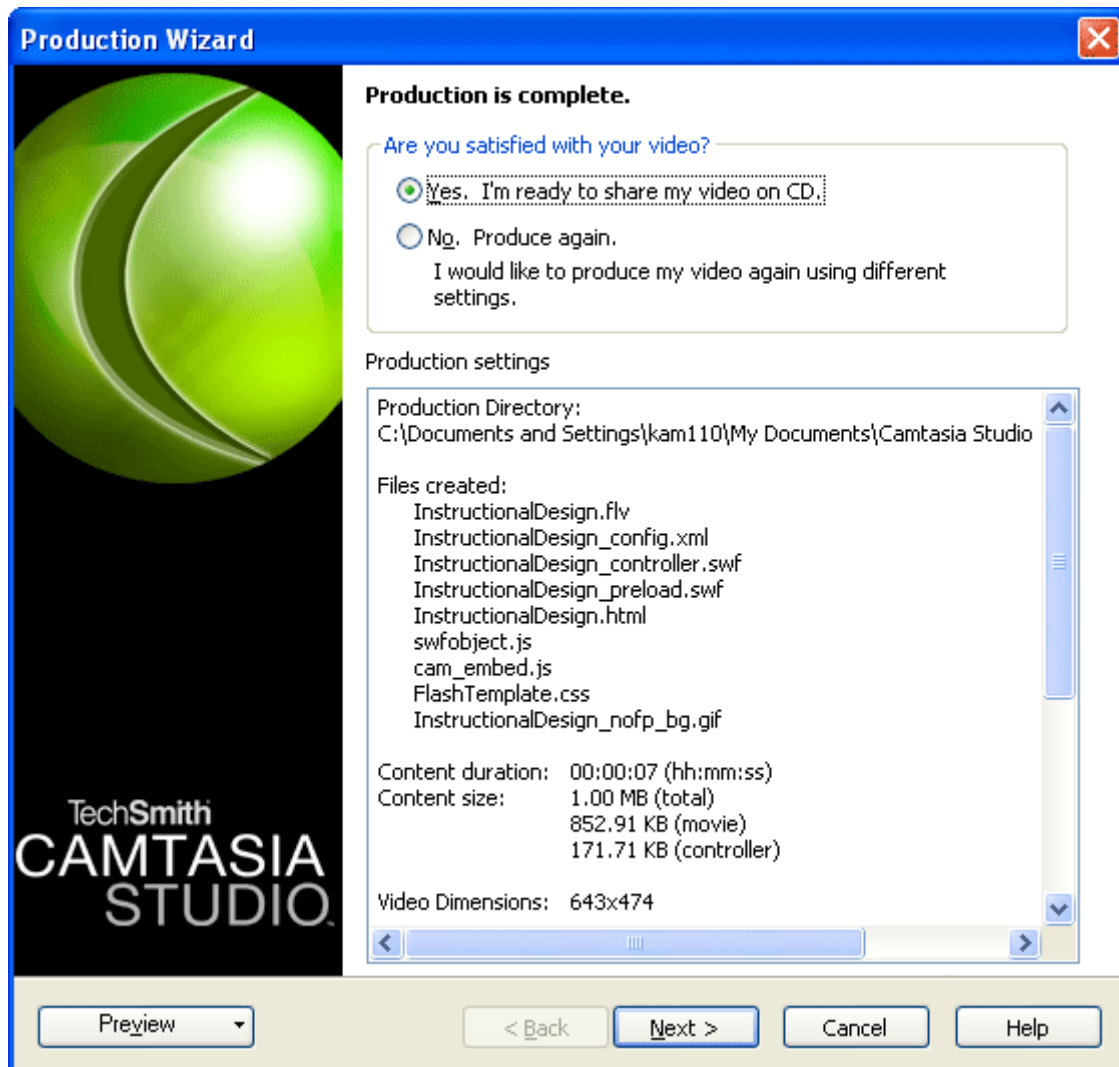 Production Wizard
Production is complete.
Are you satisfied with your video?
Yes. I'm ready to share my video on CD.
No. Produce again.
I would like to produce my video again using different
settings.
Production settings
Production Directory:
C:\Documents and Settings\kam110\My Documents\Camtasia Studio
Files created:
InstructionalDesign.flv
InstructionalDesign_config.xml
InstructionalDesign_controller.swf
InstructionalDesign_preload.swf
InstructionalDesign.html
swfobject.js
cam_embed.js
FlashTemplate.css
InstructionalDesign_nofp_bg.gif
Content duration: 00:00:07 (hh:mm:ss)
Content size: 1.00 MB (total)
852.91 KB (movie)
171.71 KB (controller)
Video Dimensions: 643x474
TechSmith
CAMTASIA
STUDIO
Preview
< Back
Next >
Cancel
Help